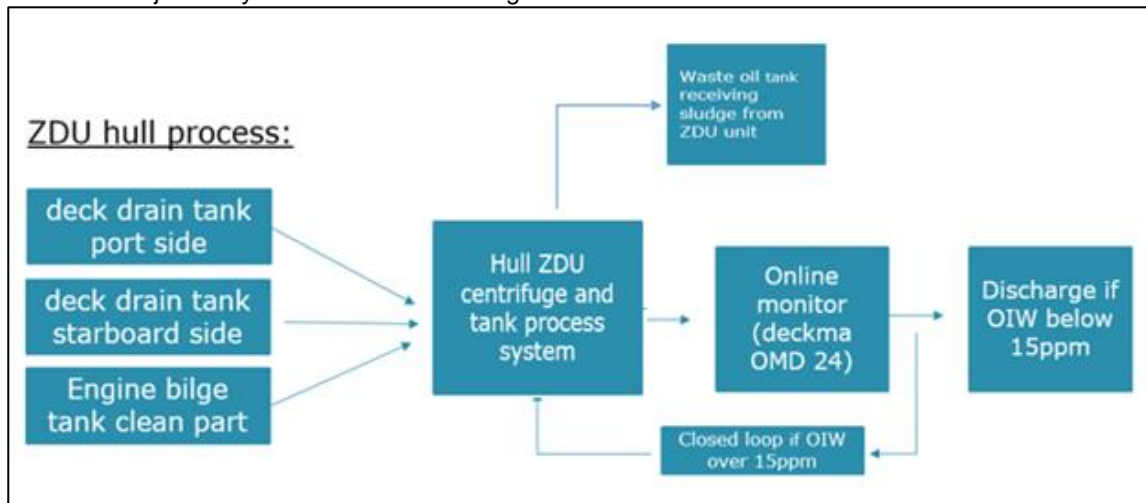 ZDU hull process:
deck drain tank
port side
deck drain tank
starboard side
Engine bilge
tank clean part
Hull ZDU
centrifuge and
tank process
system
Waste oil tank
receiving
sludge from
ZDU unit
Online
monitor
(deckma
OMD 24)
Discharge if
OIW below
15ppm
Closed loop if OIW
over 15ppm